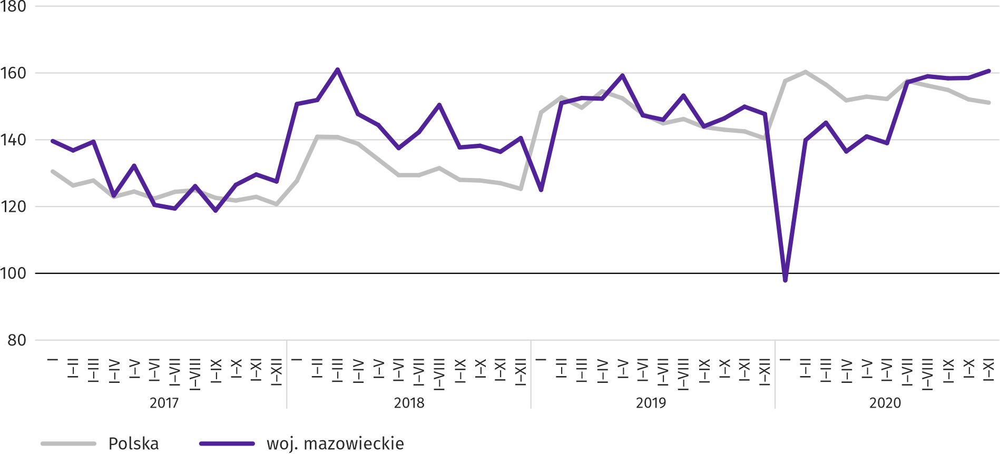 180
160
140
120
100
80
I I–II I–III I–IV I–V I–VI I–VII I–VIII I–IX I–X I–XI I–XII I I–II I–III I–IV I–V I–VI I–VII I–VIII I–IX I–X I–XI I–XII I I–II I–III I–IV I–V I–VI I–VII I–VIII I–IX I–X I–XI I–XII I I–II I–III I–IV I–V I–VI I–VII I–VIII I–IX I–X I–XI
2017 2018 2019 2020
Polska woj. mazowieckie